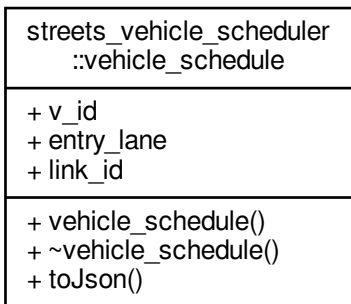 streets_vehicle_scheduler
::vehicle_schedule
+ v_id
+ entry_lane
+ link_id
+ vehicle_schedule()
+ ~vehicle_schedule()
+ toJson()